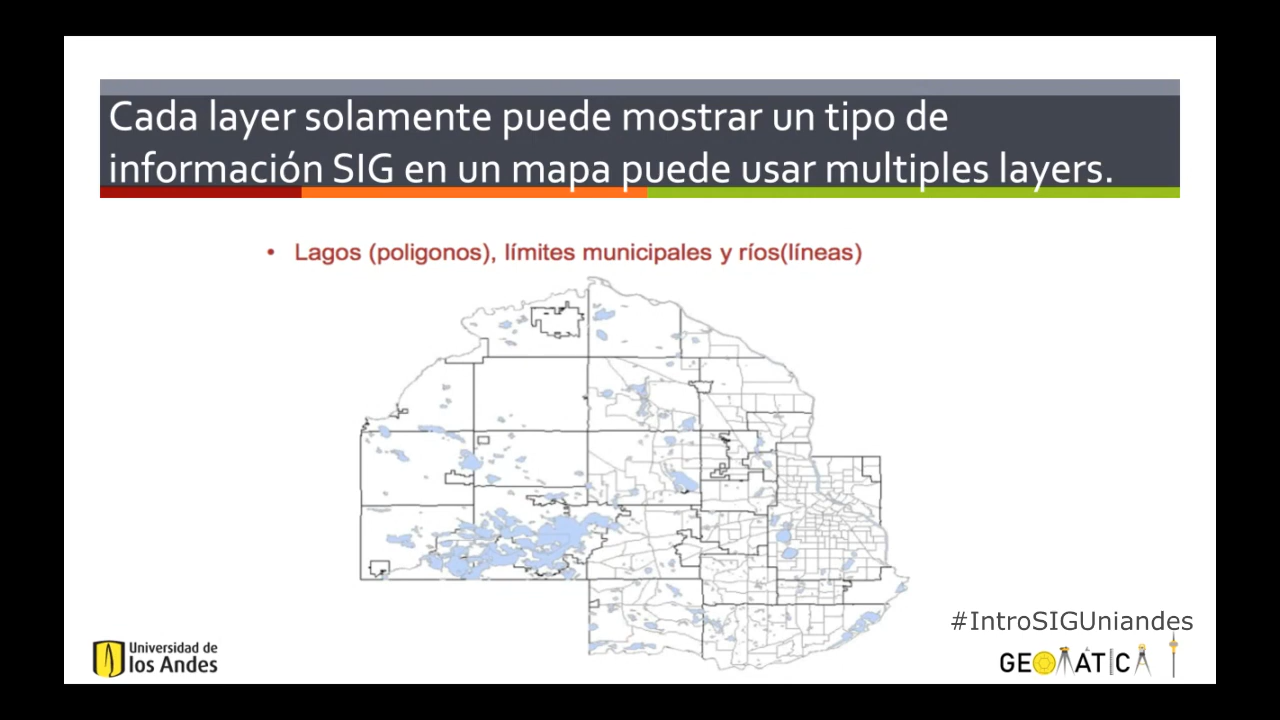 Cada layer solamente puede mostrar un tipo de
información SIG en un mapa puede usar multiples layers.
• Lagos (poligonos), límites municipales y ríos(líneas)
#IntroSIGUniandes
Universidad de
los Andes
GEOMATICA